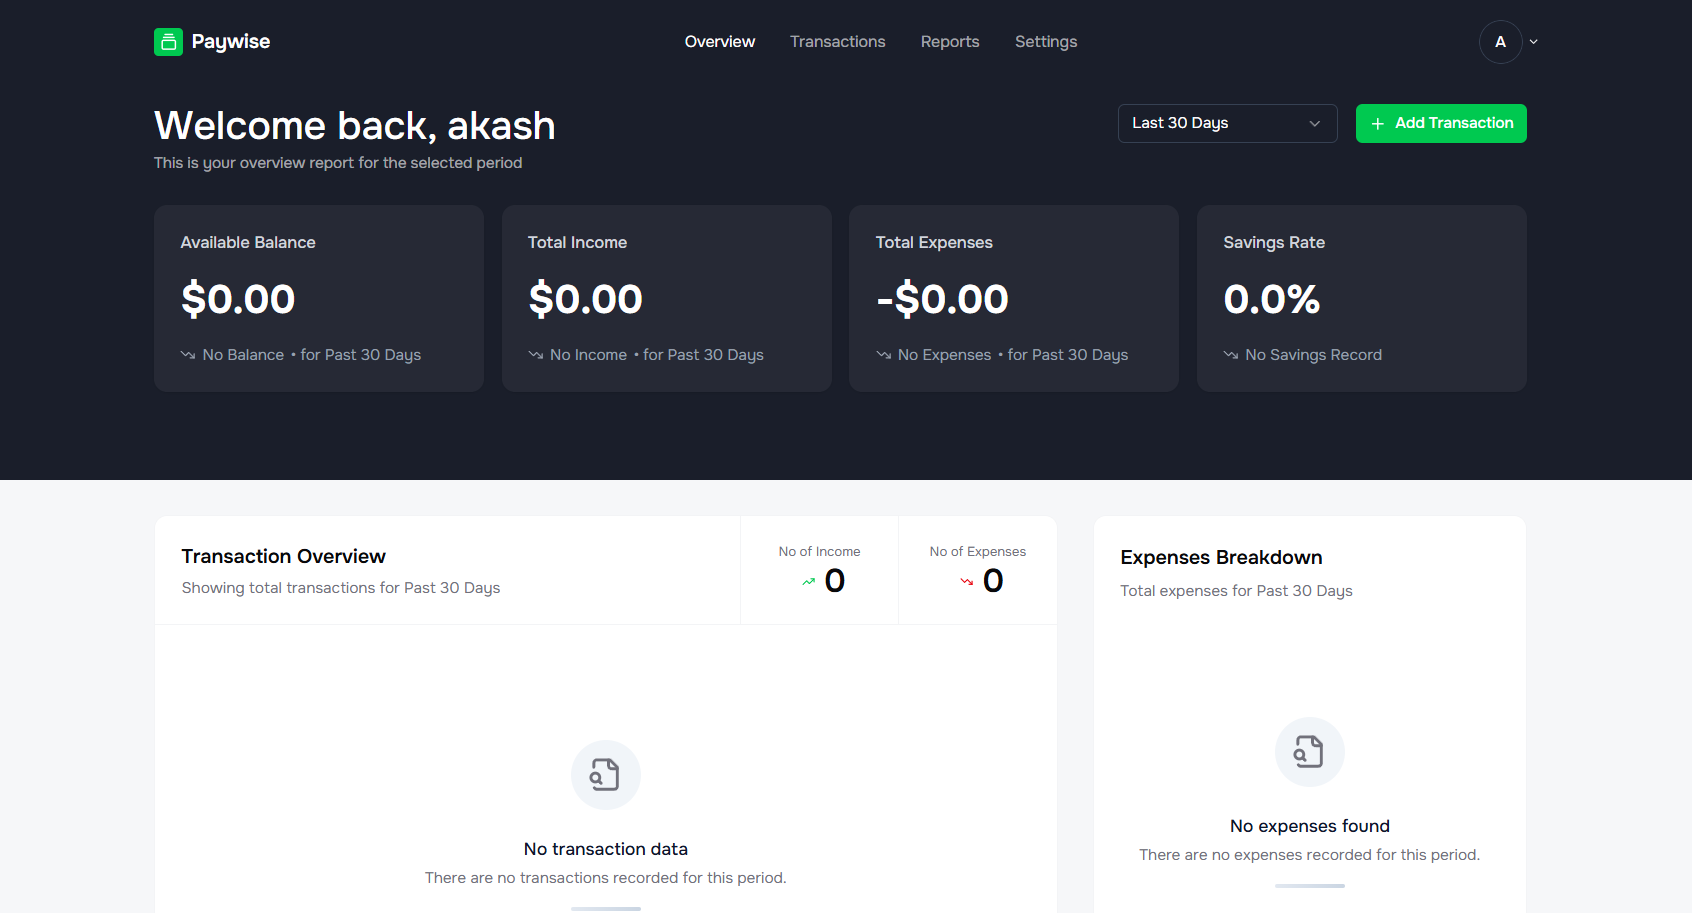 Paywise
Overview
Transactions
Reports
Settings
A
Welcome back, akash
This is your overview report for the selected period
Last 30 Days
Add Transaction
Available Balance
$0.00
No Balance • for Past 30 Days
Total Income
$0.00
No Income • for Past 30 Days
Total Expenses
-$0.00
No Expenses • for Past 30 Days
Savings Rate
0.0%
No Savings Record
Transaction Overview
Showing total transactions for Past 30 Days
No of Income
0
No of Expenses
0
No transaction data
There are no transactions recorded for this period.
Expenses Breakdown
Total expenses for Past 30 Days
No expenses found
There are no expenses recorded for this period.